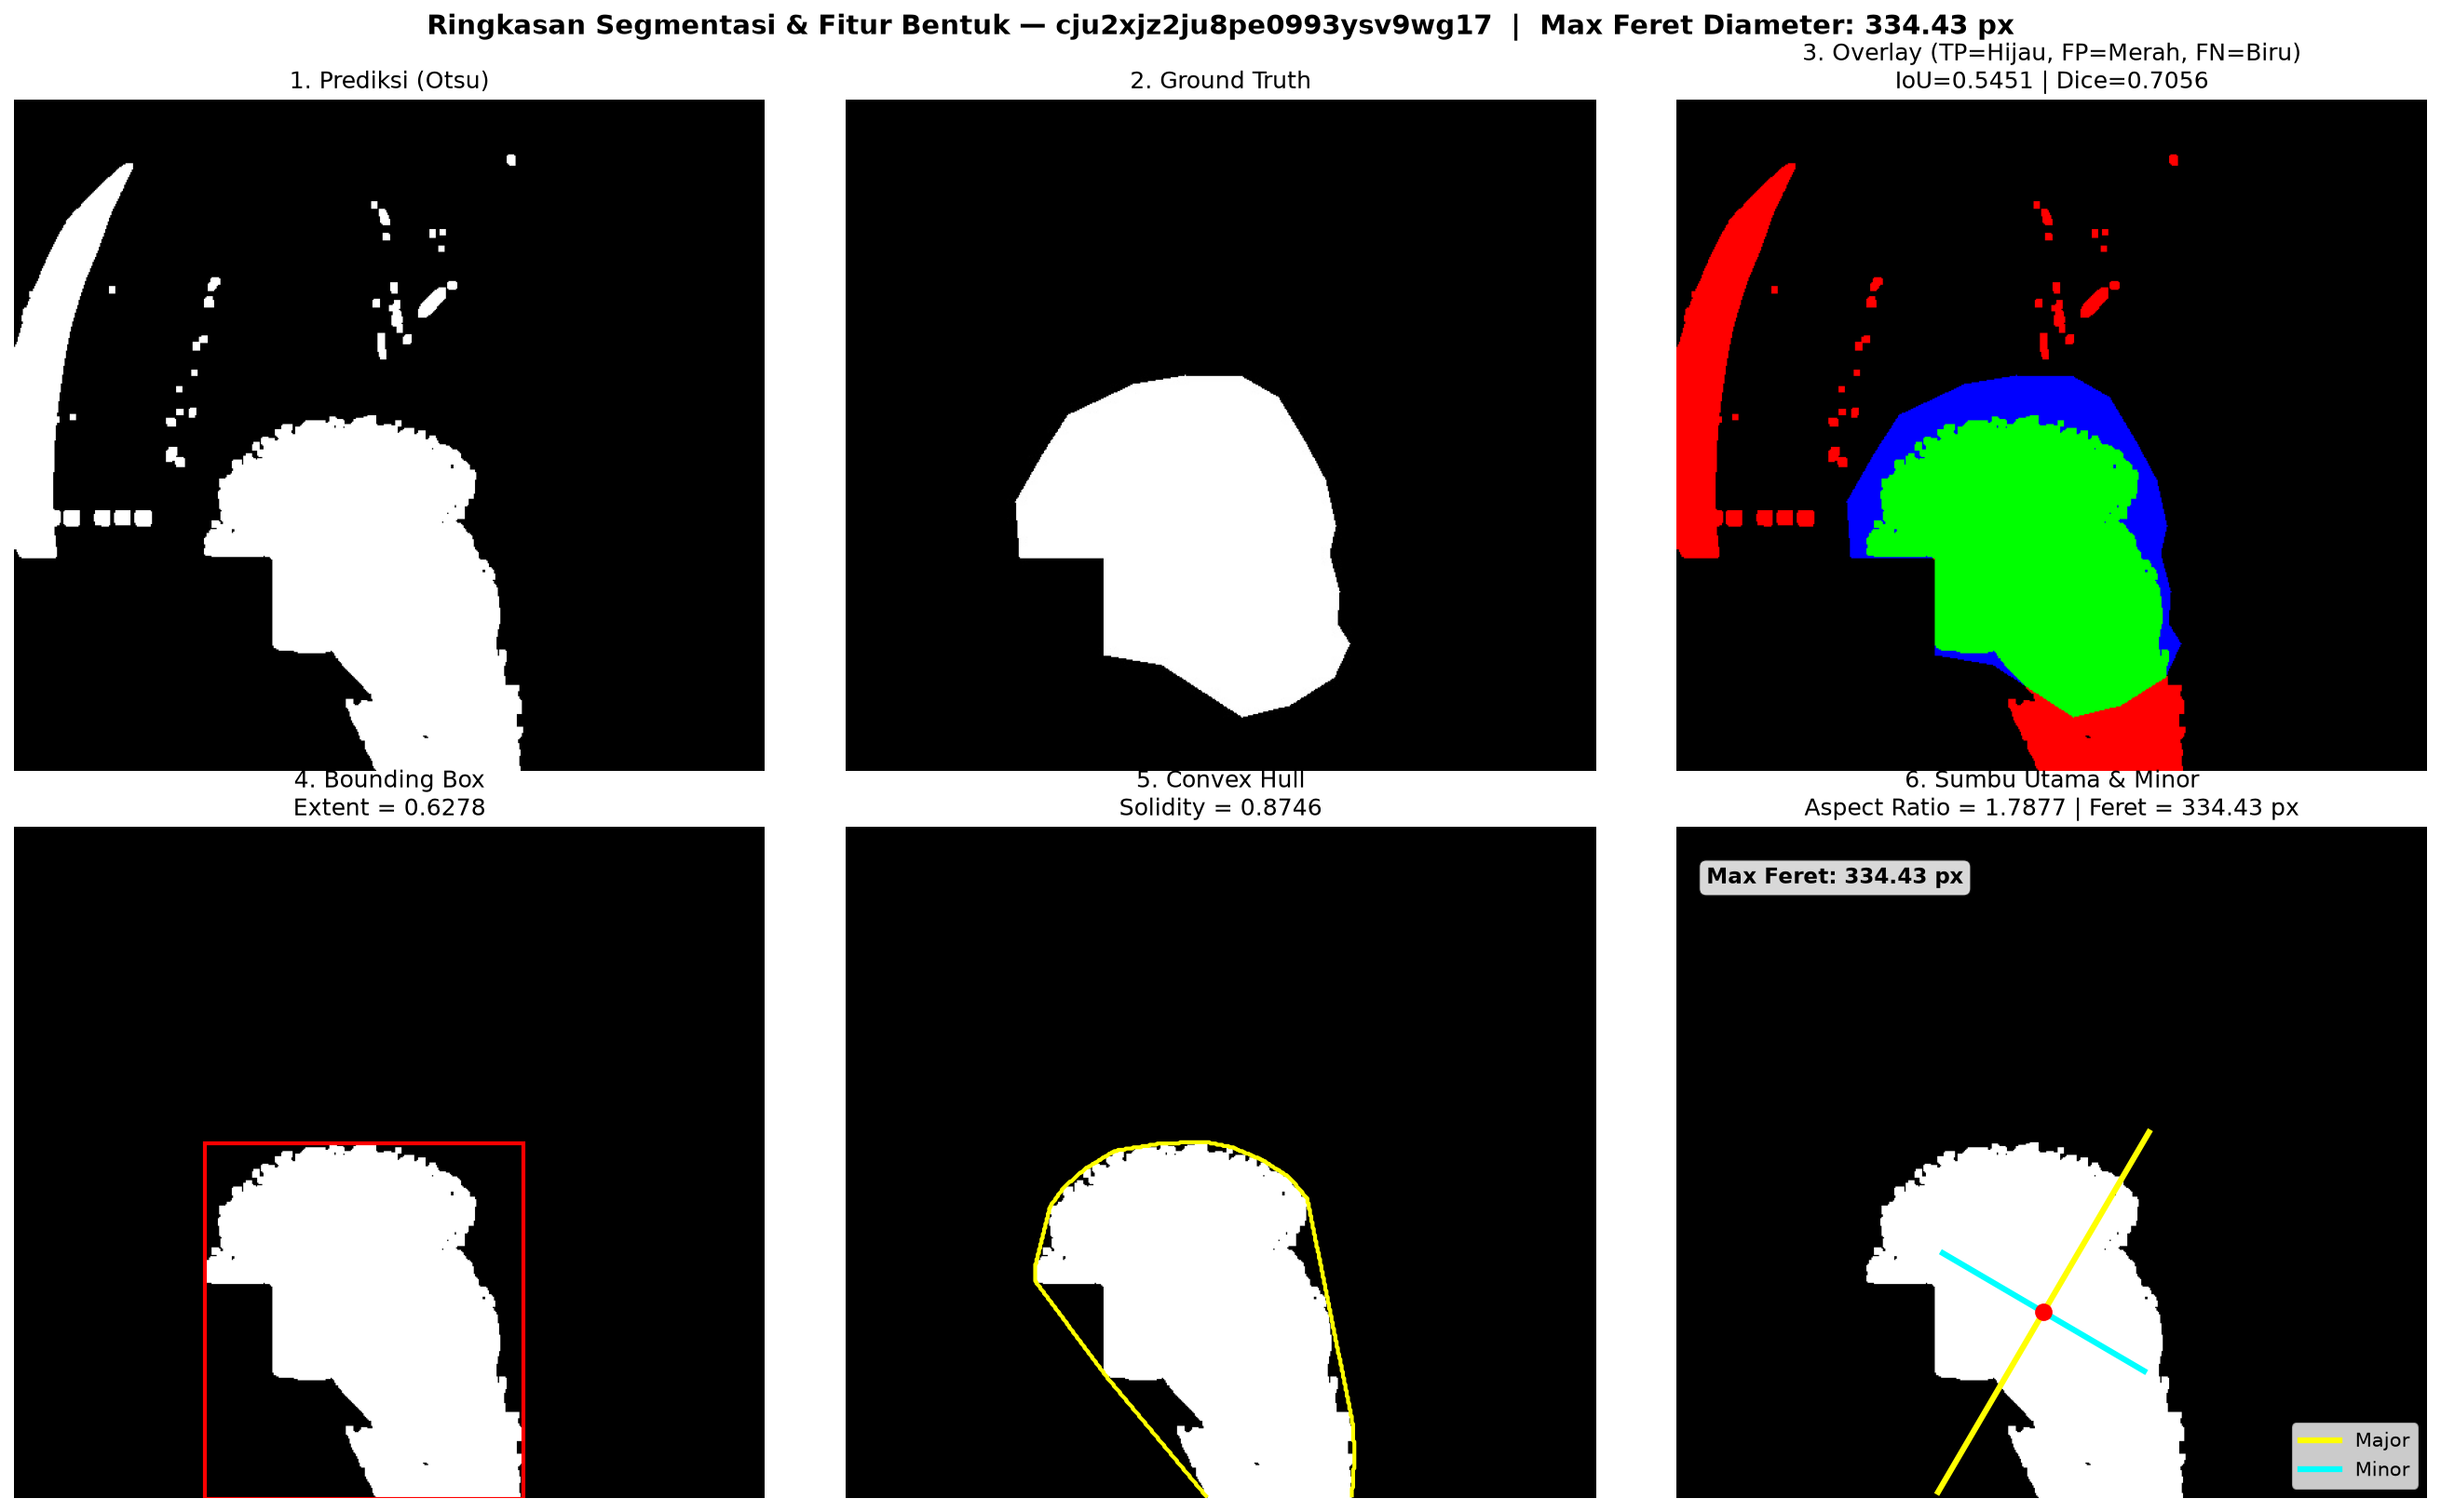 Ringkasan Segmentasi & Fitur Bentuk — cju2xjz2ju8pe0993ysv9wg17 | Max Feret Diameter: 334.43 px
1. Prediksi (Otsu)
2. Ground Truth
3. Overlay (TP=Hijau, FP=Merah, FN=Biru)
IoU=0.5451 | Dice=0.7056
4. Bounding Box
Extent = 0.6278
5. Convex Hull
Solidity = 0.8746
6. Sumbu Utama & Minor
Aspect Ratio = 1.7877 | Feret = 334.43 px
Max Feret: 334.43 px
Major
Minor